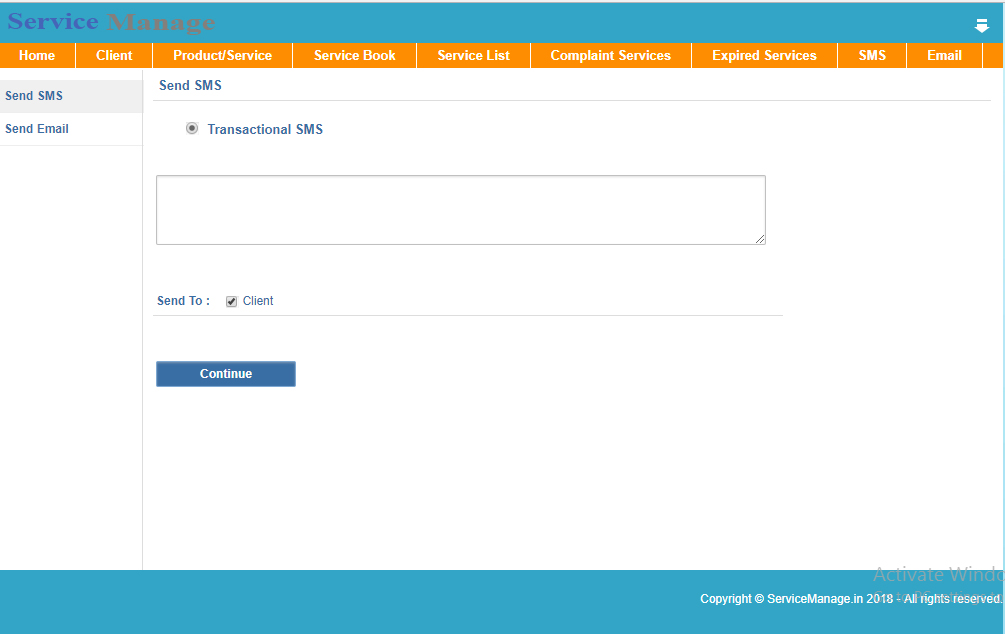 Service Manage
Home Client Product/Service Service Book Service List Complaint Services Expired Services SMS Email
Send SMS
Send Email
Send SMS
Transactional SMS
Send To : Client
Continue
Activate Windo
Copyright © ServiceManage.in 2018 - All rights reserved.